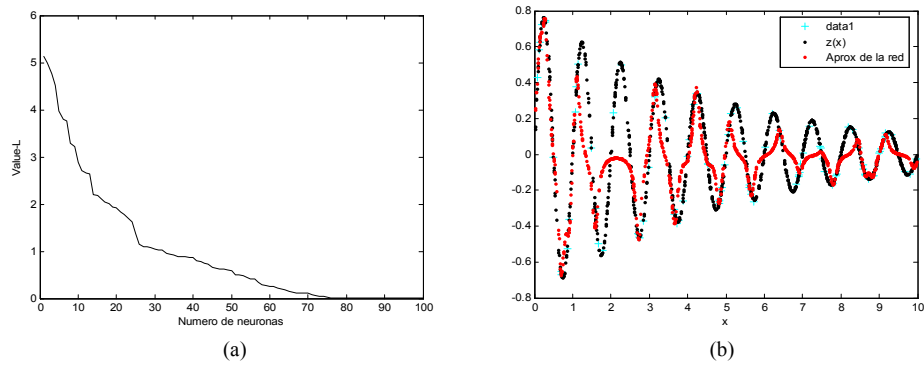 6
5
4
3
2
1
0
Value-L
0 10 20 30 40 50 60 70 80 90 100
Numero de neuronas
(a)
0.8
0.6
0.4
0.2
0
-0.2
-0.4
-0.6
-0.8
data1
z(x)
Aprox de la red
0 1 2 3 4 5 6 7 8 9 10
x
(b)